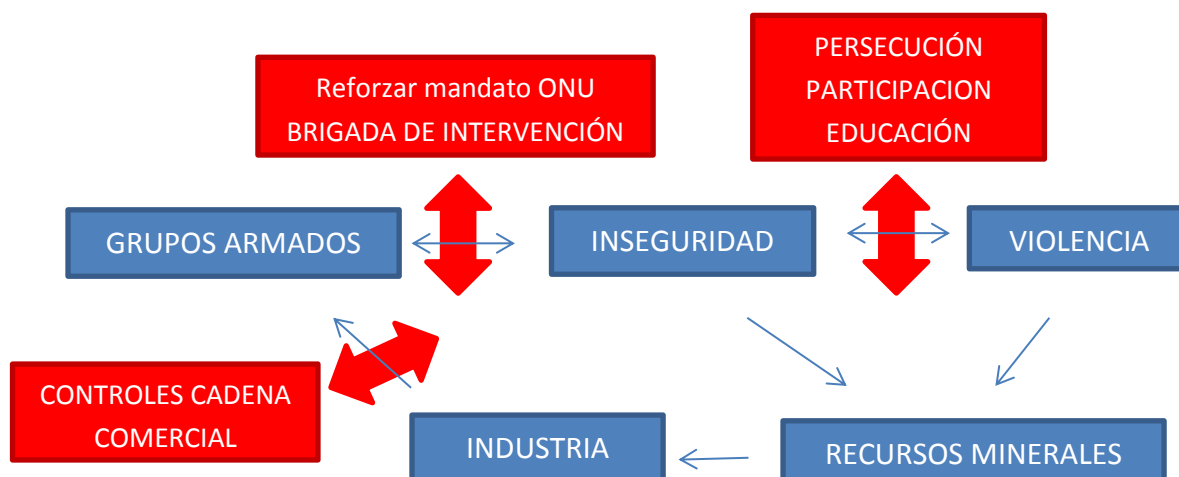 PERSECUCIÓN
PARTICIPACION
EDUCACIÓN
Reforzar mandato ONU
BRIGADA DE INTERVENCIÓN
GRUPOS ARMADOS
INSEGURIDAD
VIOLENCIA
CONTROLES CADENA
COMERCIAL
INDUSTRIA
RECURSOS MINERALES